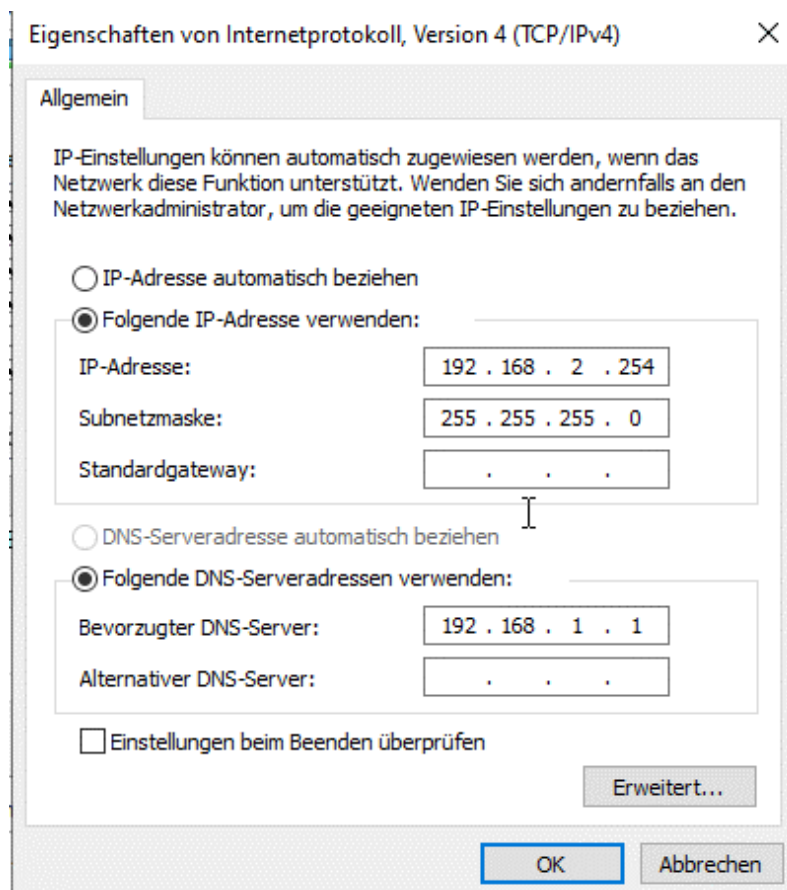 Eigenschaften von Internetprotokoll, Version 4 (TCP/IPv4)
Allgemein
IP-Einstellungen können automatisch zugewiesen werden, wenn das
Netzwerk diese Funktion unterstützt. Wenden Sie sich andernfalls an den
Netzwerkadministrator, um die geeigneten IP-Einstellungen zu beziehen.
IP-Adresse automatisch beziehen
Folgende IP-Adresse verwenden:
IP-Adresse: 192 . 168 . 2 . 254
Subnetzmaske: 255 . 255 . 255 . 0
Standardgateway: . . .
DNS-Serveradresse automatisch beziehen
Folgende DNS-Serveradressen verwenden:
Bevorzugter DNS-Server: 192 . 168 . 1 . 1
Alternativer DNS-Server: . . .
Einstellungen beim Beenden überprüfen
Erweitert...
OK Abbrechen